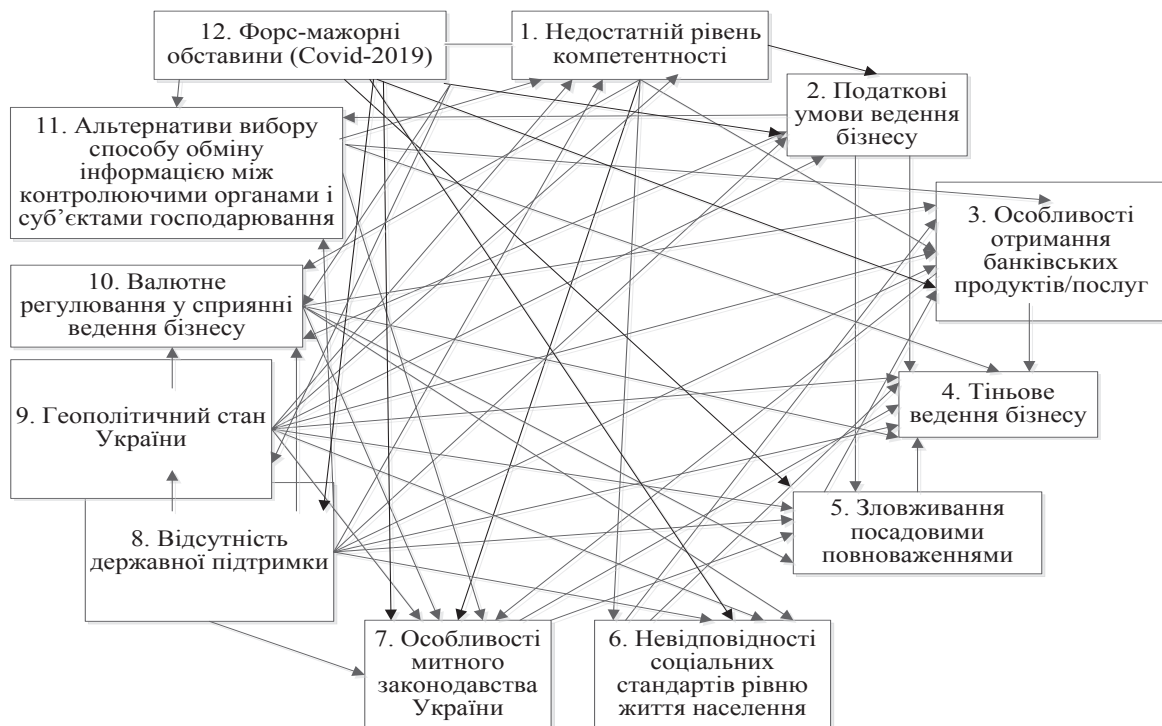 12. Форс-мажорні
обставини (Covid-2019)
1. Недостатній рівень
компетентності
2. Податкові
умови ведення
бізнесу
3. Особливості
отримання
банківських
продуктів/послуг
4. Тіньове
ведення бізнесу
5. Зловживання
посадовими
повноваженнями
6. Невідповідності
соціальних
стандартів рівню
життя населення
7. Особливості
митного
законодавства
України
8. Відсутність
державної підтримки
9. Геополітичний стан
України
10. Валютне
регулювання у сприянні
ведення бізнесу
11. Альтернативи вибору
способу обміну
інформацією між
контролюючими органами і
суб’єктами господарювання